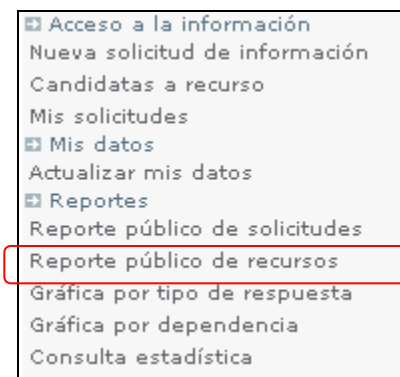 Acceso a la información
Nueva solicitud de información
Candidatas a recurso
Mis solicitudes
Mis datos
Actualizar mis datos
Reportes
Reporte público de solicitudes
Reporte público de recursos
Gráfica por tipo de respuesta
Gráfica por dependencia
Consulta estadística